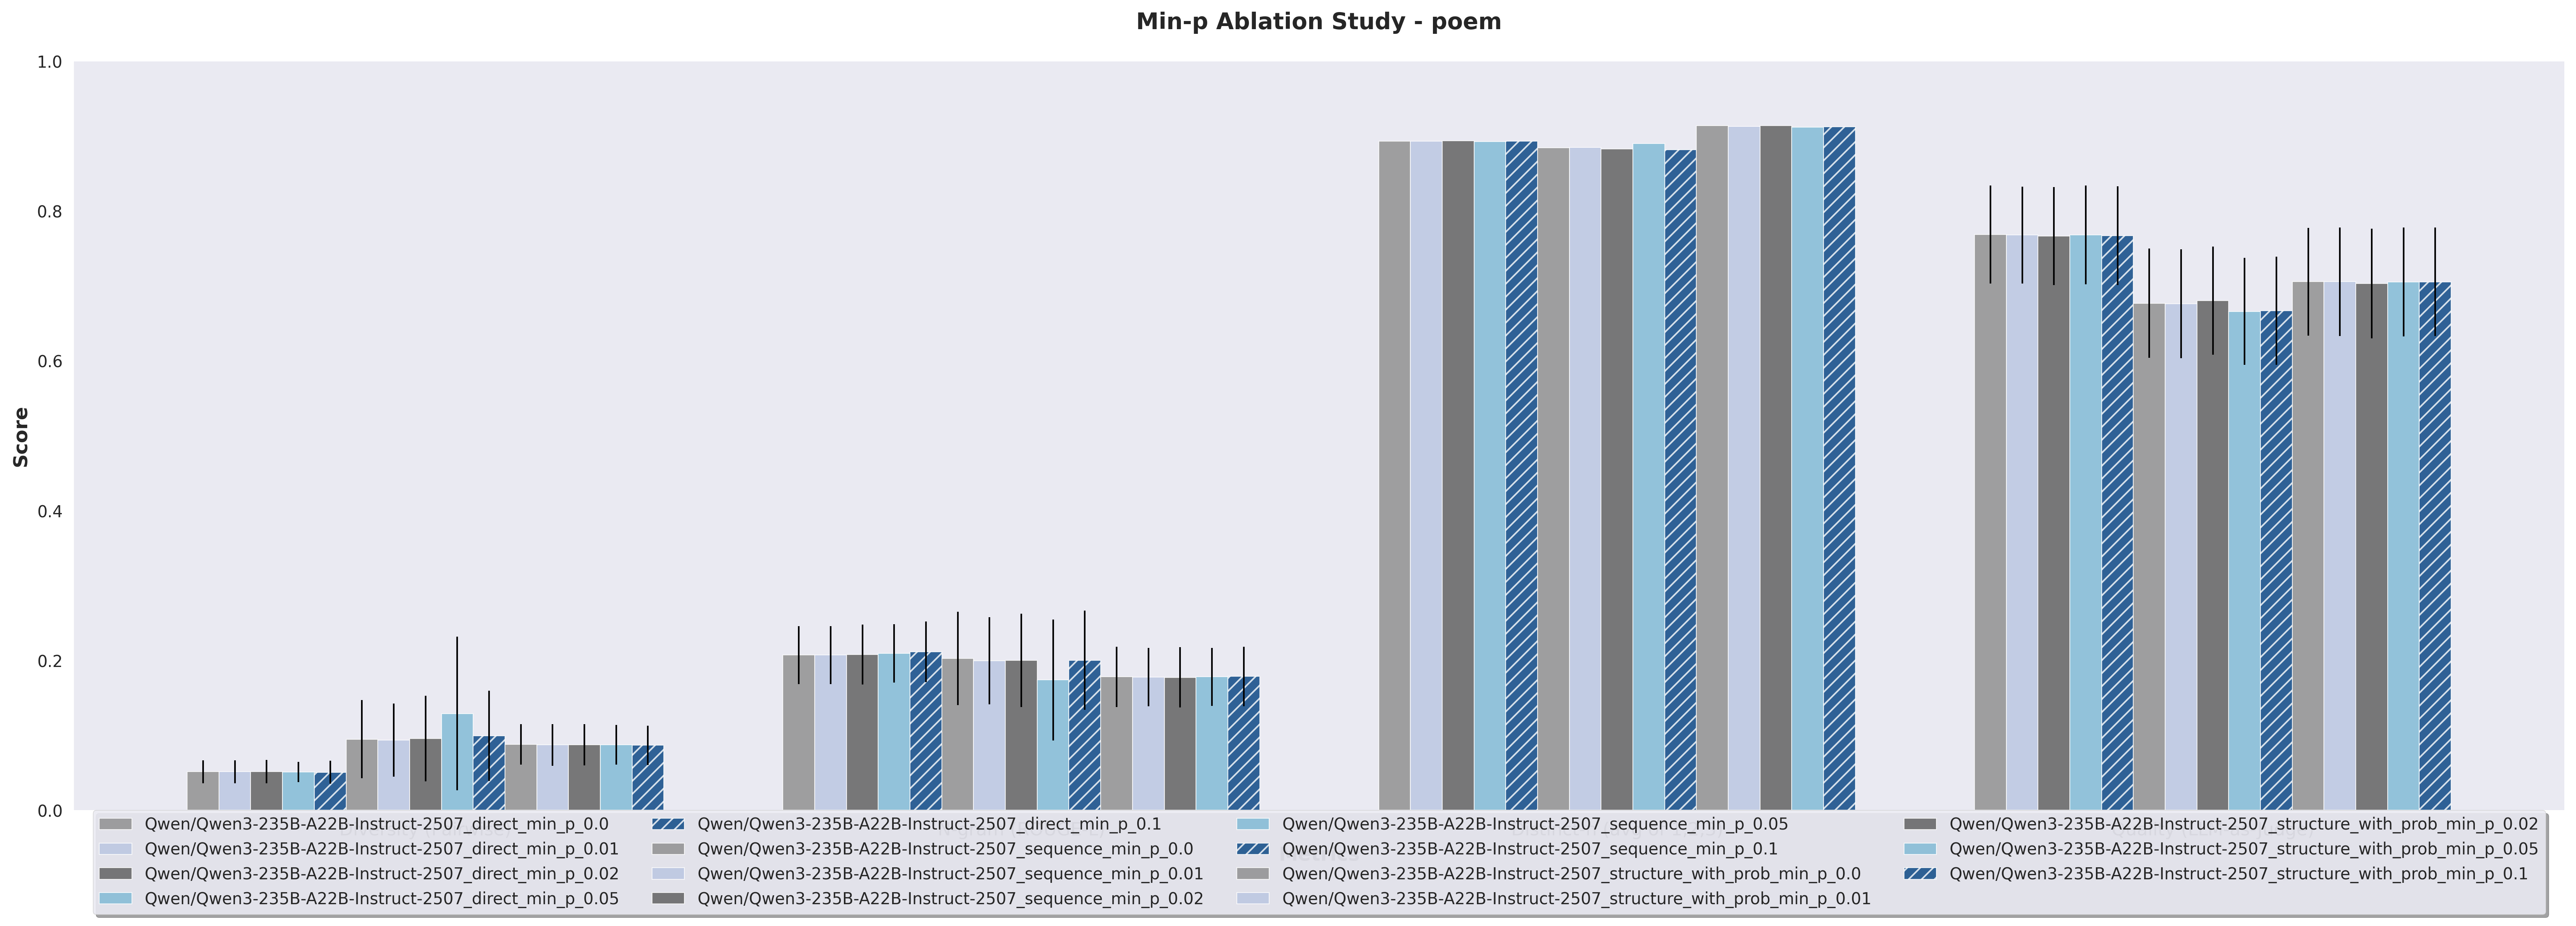 Min-p Ablation Study - poem
Score
1.0
0.8
0.6
0.4
0.2
0.0
Qwen/Qwen3-235B-A22B-Instruct-2507_direct_min_p_0.0
Qwen/Qwen3-235B-A22B-Instruct-2507_direct_min_p_0.01
Qwen/Qwen3-235B-A22B-Instruct-2507_direct_min_p_0.02
Qwen/Qwen3-235B-A22B-Instruct-2507_direct_min_p_0.05
Qwen/Qwen3-235B-A22B-Instruct-2507_direct_min_p_0.1
Qwen/Qwen3-235B-A22B-Instruct-2507_sequence_min_p_0.0
Qwen/Qwen3-235B-A22B-Instruct-2507_sequence_min_p_0.01
Qwen/Qwen3-235B-A22B-Instruct-2507_sequence_min_p_0.02
Qwen/Qwen3-235B-A22B-Instruct-2507_sequence_min_p_0.05
Qwen/Qwen3-235B-A22B-Instruct-2507_sequence_min_p_0.1
Qwen/Qwen3-235B-A22B-Instruct-2507_structure_with_prob_min_p_0.0
Qwen/Qwen3-235B-A22B-Instruct-2507_structure_with_prob_min_p_0.01
Qwen/Qwen3-235B-A22B-Instruct-2507_structure_with_prob_min_p_0.02
Qwen/Qwen3-235B-A22B-Instruct-2507_structure_with_prob_min_p_0.05
Qwen/Qwen3-235B-A22B-Instruct-2507_structure_with_prob_min_p_0.1
Metrics